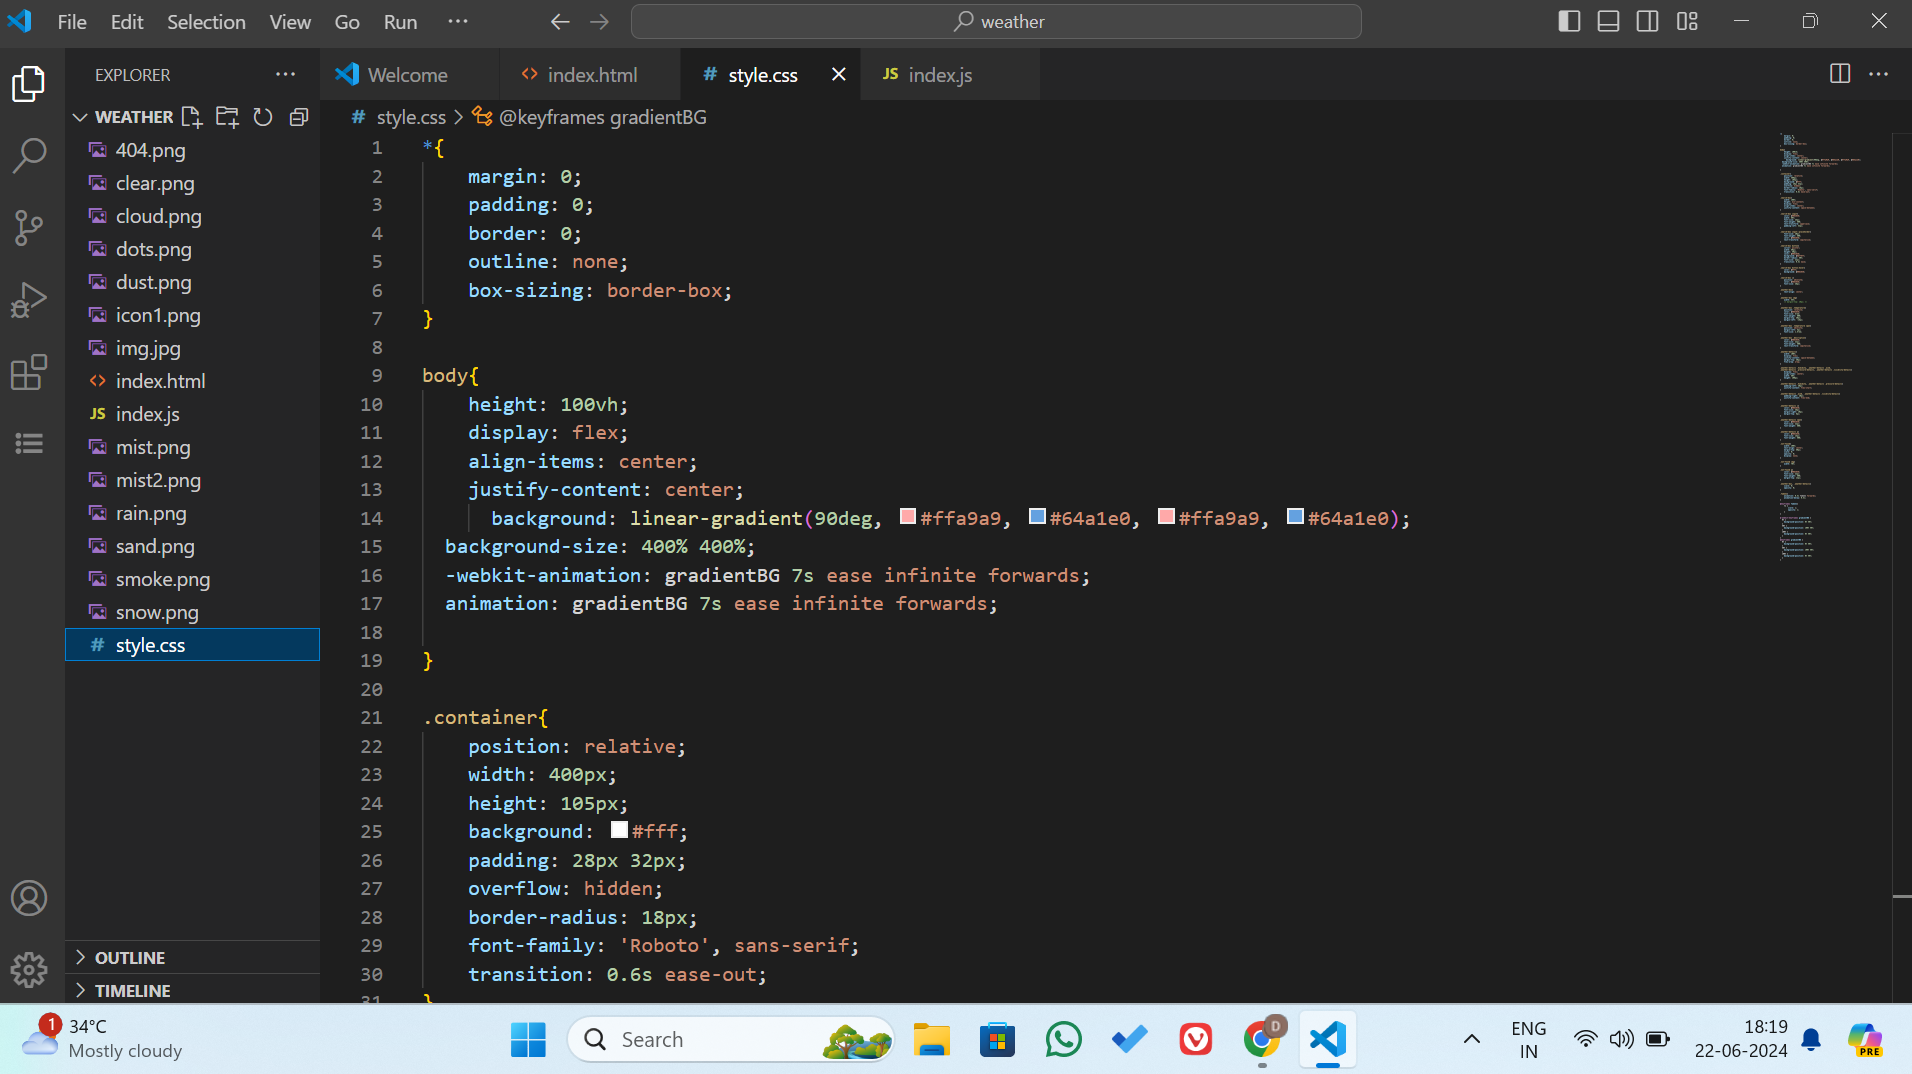 File Edit Selection View Go Run ···
weather
EXPLORER ···
WEATHER
404.png
clear.png
cloud.png
dots.png
dust.png
icon1.png
img.jpg
<> index.html
JS index.js
mist.png
mist2.png
rain.png
sand.png
smoke.png
snow.png
# style.css
OUTLINE
TIMELINE
Welcome <> index.html # style.css JS index.js ···
# style.css > @keyframes gradientBG
1 *{
2 margin: 0;
3 padding: 0;
4 border: 0;
5 outline: none;
6 box-sizing: border-box;
7 }
8
9 body{
10 height: 100vh;
11 display: flex;
12 align-items: center;
13 justify-content: center;
14 background: linear-gradient(90deg, #ffa9a9, #64a1e0, #ffa9a9, #64a1e0);
15 background-size: 400% 400%;
16 -webkit-animation: gradientBG 7s ease infinite forwards;
17 animation: gradientBG 7s ease infinite forwards;
18
19 }
20
21 .container{
22 position: relative;
23 width: 400px;
24 height: 105px;
25 background: #fff;
26 padding: 28px 32px;
27 overflow: hidden;
28 border-radius: 18px;
29 font-family: 'Roboto', sans-serif;
30 transition: 0.6s ease-out;
31 }
1
34°C
Mostly cloudy
Search
D
ENG
IN
18:19
22-06-2024
PRE